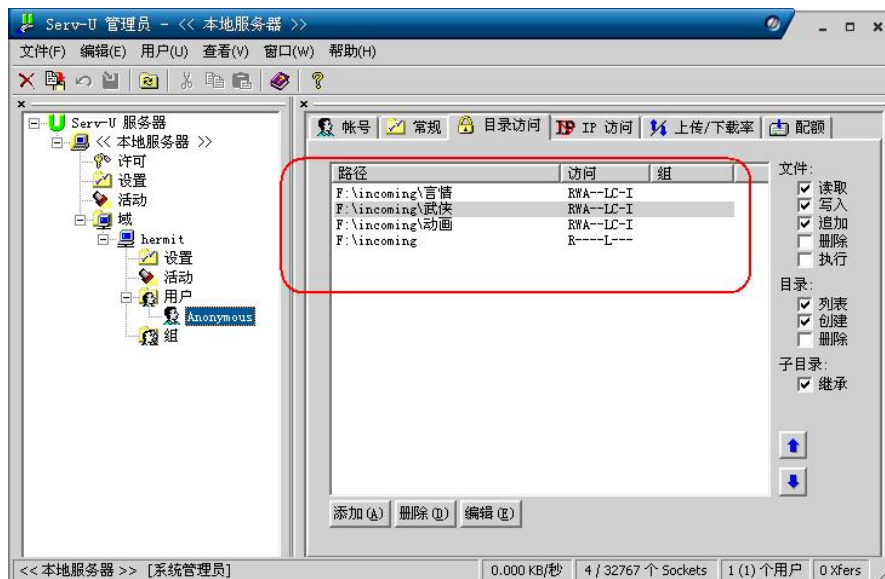 Serv-U 管理员 - << 本地服务器 >>
文件(F) 编辑(E) 用户(U) 查看(V) 窗口(W) 帮助(H)
Serv-U 服务器
<< 本地服务器 >>
许可
设置
活动
域
hermit
设置
活动
用户
Anonymous
组
帐号 常规 目录访问 IP 访问 上传/下载率 配额
路径 访问 组
F:\incoming\言情 RWA--LC-I
F:\incoming\武侠 RWA--LC-I
F:\incoming\动画 RWA--LC-I
F:\incoming R----L---
文件:
读取
写入
追加
删除
执行
目录:
列表
创建
删除
子目录:
继承
添加(A) 删除(D) 编辑(E)
<< 本地服务器 >> [系统管理员] 0.000 KB/秒 4 / 32767 个 Sockets 1 (1) 个用户 0 Xfers